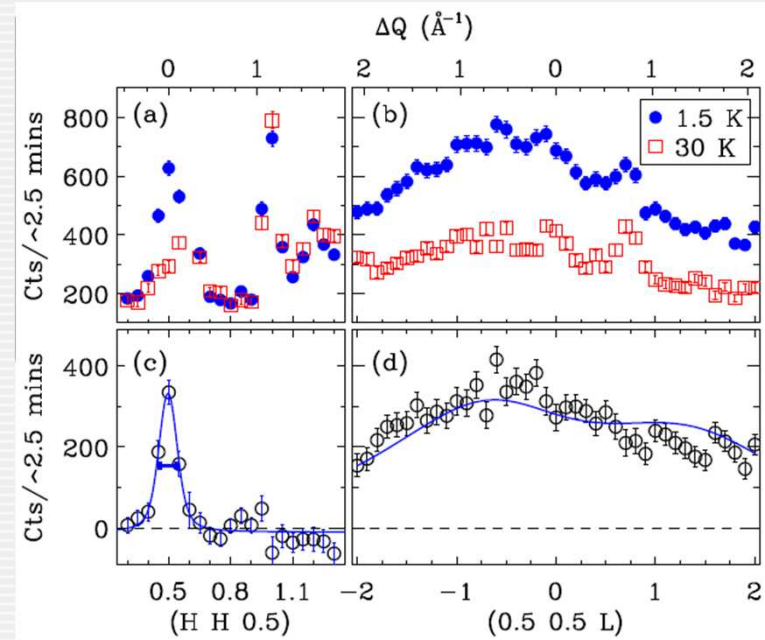 ΔQ (Å⁻¹)
0 1 2 1 0 1 2
(a) (b)
1.5 K
30 K
800
600
400
200
Cts/~2.5 mins
(c) (d)
400
200
0
Cts/~2.5 mins
0.5 0.8 1.1 −2 −1 0 1 2
(H H 0.5) (0.5 0.5 L)